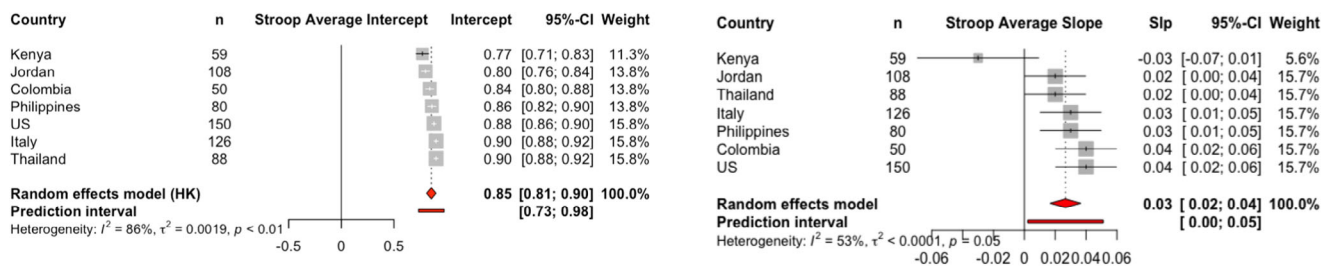 Country n Stroop Average Intercept Intercept 95%-CI Weight
Kenya 59 0.77 [0.71; 0.83] 11.3%
Jordan 108 0.80 [0.76; 0.84] 13.8%
Colombia 50 0.84 [0.80; 0.88] 13.8%
Philippines 80 0.86 [0.82; 0.90] 13.8%
US 150 0.88 [0.86; 0.90] 15.8%
Italy 126 0.90 [0.88; 0.92] 15.8%
Thailand 88 0.90 [0.88; 0.92] 15.8%
Random effects model (HK) 0.85 [0.81; 0.90] 100.0%
Prediction interval [0.73; 0.98]
Heterogeneity: I² = 86%, τ² = 0.0019, p < 0.01
-0.5 0 0.5
Country n Stroop Average Slope Slp 95%-CI Weight
Kenya 59 -0.03 [-0.07; 0.01] 5.6%
Jordan 108 0.02 [ 0.00; 0.04] 15.7%
Thailand 88 0.02 [ 0.00; 0.04] 15.7%
Italy 126 0.03 [ 0.01; 0.05] 15.7%
Philippines 80 0.03 [ 0.01; 0.05] 15.7%
Colombia 50 0.04 [ 0.02; 0.06] 15.7%
US 150 0.04 [ 0.02; 0.06] 15.7%
Random effects model 0.03 [ 0.02; 0.04] 100.0%
Prediction interval [ 0.00; 0.05]
Heterogeneity: I² = 53%, τ² < 0.0001, p = 0.05
-0.06 -0.02 0 0.02 0.04 0.06